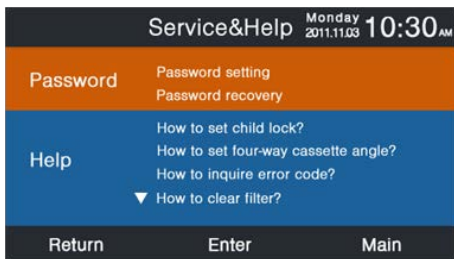 Service&Help Monday
2011.11.03 10:30AM
Password
Password setting
Password recovery
Help
How to set child lock?
How to set four-way cassette angle?
How to inquire error code?
▼ How to clear filter?
Return Enter Main